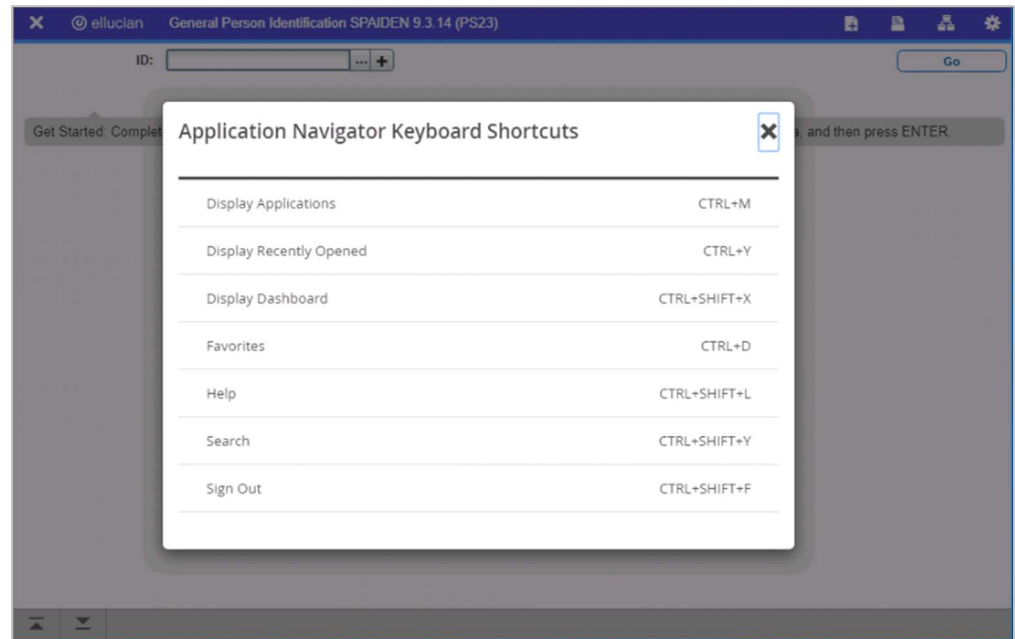 ellucian General Person Identification SPAIDEN 9.3.14 (PS23)
ID: ... Go
Application Navigator Keyboard Shortcuts
Get Started: Complet , and then press ENTER.
Display Applications CTRL+M
Display Recently Opened CTRL+Y
Display Dashboard CTRL+SHIFT+X
Favorites CTRL+D
Help CTRL+SHIFT+L
Search CTRL+SHIFT+Y
Sign Out CTRL+SHIFT+F